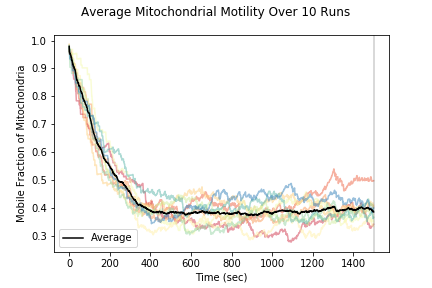 Average Mitochondrial Motility Over 10 Runs
Mobile Fraction of Mitochondria
1.0
0.9
0.8
0.7
0.6
0.5
0.4
0.3
Average
0 200 400 600 800 1000 1200 1400
Time (sec)